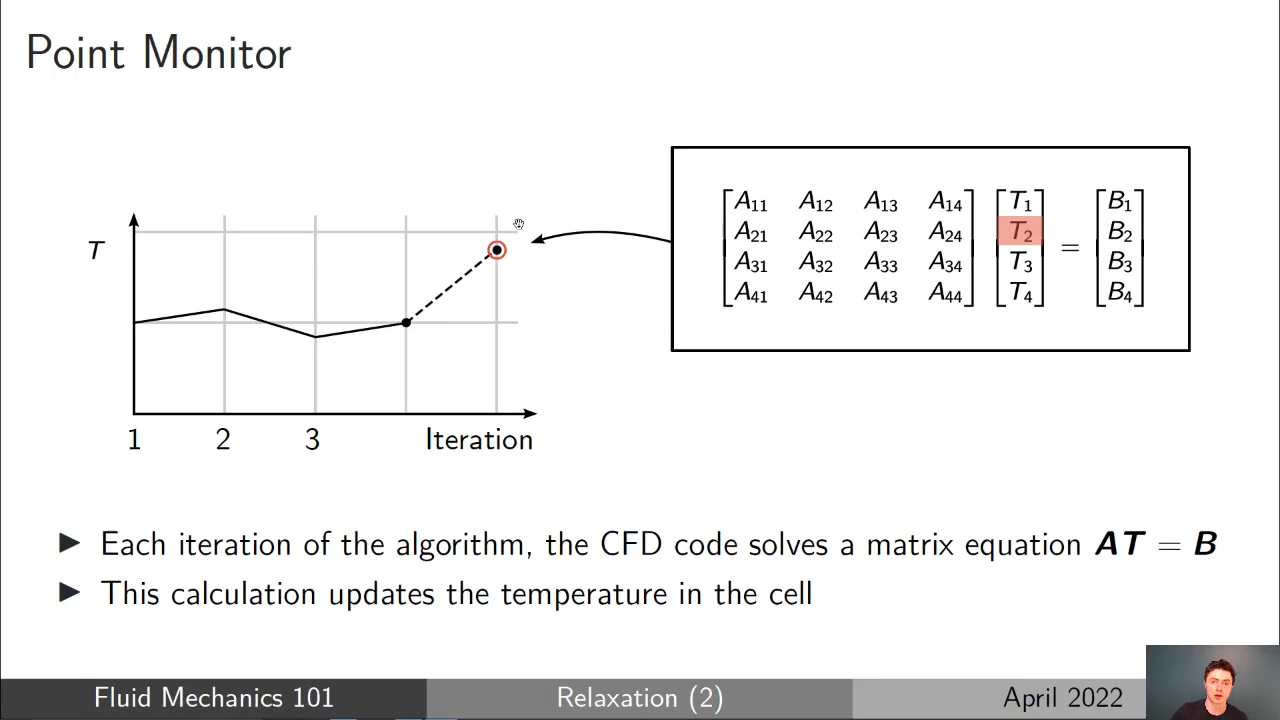 Point Monitor
T
1 2 3 Iteration
A11 A12 A13 A14 T1 B1
A21 A22 A23 A24 T2 = B2
A31 A32 A33 A34 T3 B3
A41 A42 A43 A44 T4 B4
▶ Each iteration of the algorithm, the CFD code solves a matrix equation AT = B
▶ This calculation updates the temperature in the cell
Fluid Mechanics 101 Relaxation (2) April 2022